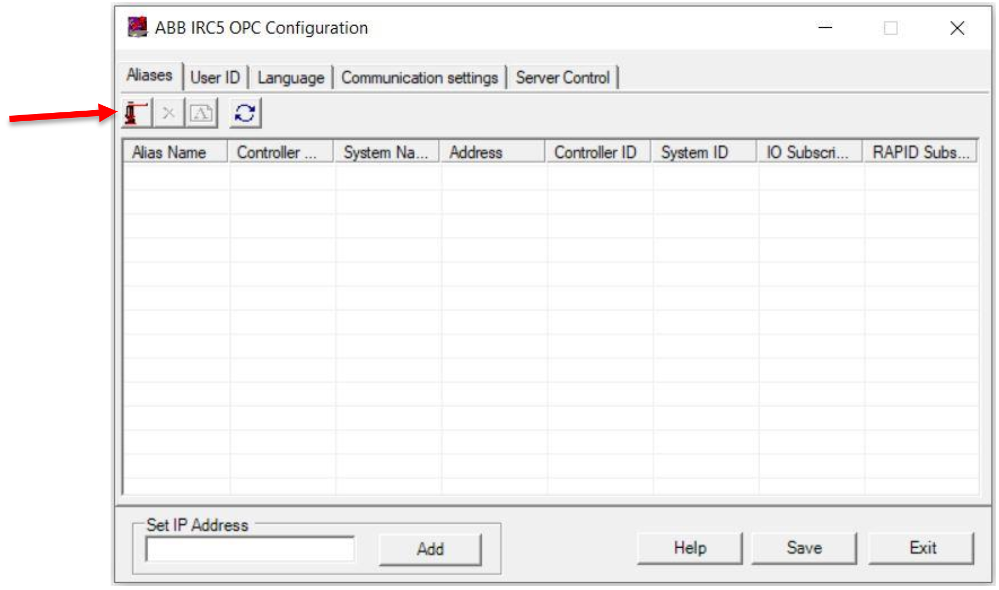 ABB IRC5 OPC Configuration
Aliases User ID Language Communication settings Server Control
Alias Name Controller ... System Na... Address Controller ID System ID IO Subscri... RAPID Subs...
Set IP Address
Add Help Save Exit